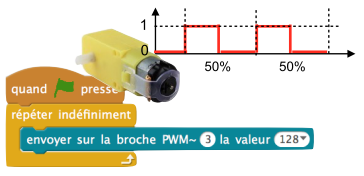 1
0
50% 50%
quand pressé
répéter indéfiniment
envoyer sur la broche PWM~ 3 la valeur 128